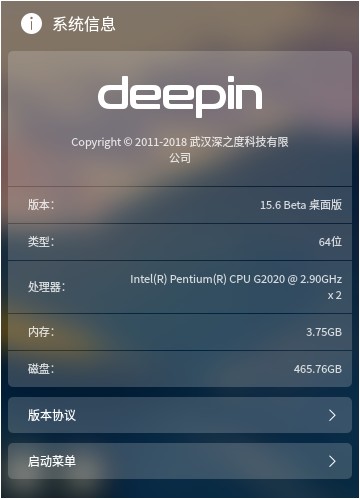 系统信息
deepin
Copyright © 2011-2018 武汉深之度科技有限
公司
版本： 15.6 Beta 桌面版
类型： 64位
处理器： Intel(R) Pentium(R) CPU G2020 @ 2.90GHz
x 2
内存： 3.75GB
磁盘： 465.76GB
版本协议
启动菜单